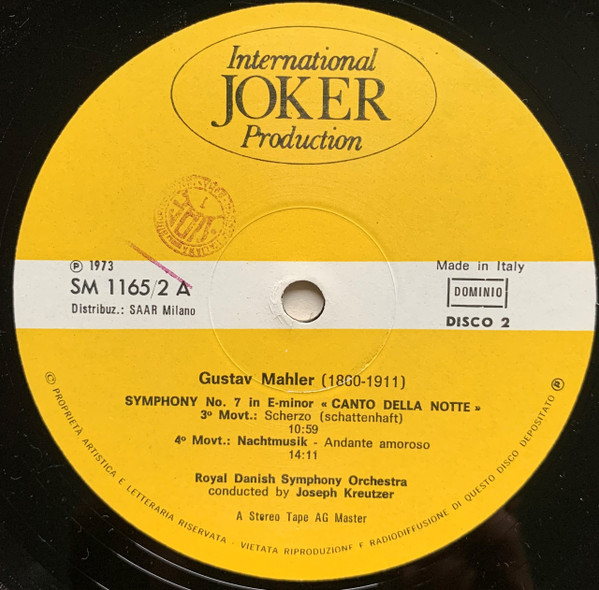 International
JOKER
Production
Ⓟ 1973
SM 1165/2 A
Distribuz.: SAAR Milano
Made in Italy
DOMINIO
DISCO 2
Gustav Mahler (1860-1911)
SYMPHONY No. 7 in E-minor « CANTO DELLA NOTTE »
3º Movt.: Scherzo (schattenhaft)
10:59
4º Movt.: Nachtmusik - Andante amoroso
14:11
Royal Danish Symphony Orchestra
conducted by Joseph Kreutzer
A Stereo Tape AG Master
© PROPRIETÀ ARTISTICA E LETTERARIA RISERVATA - VIETATA RIPRODUZIONE E RADIODIFFUSIONE DI QUESTO DISCO DEPOSITATO Ⓟ